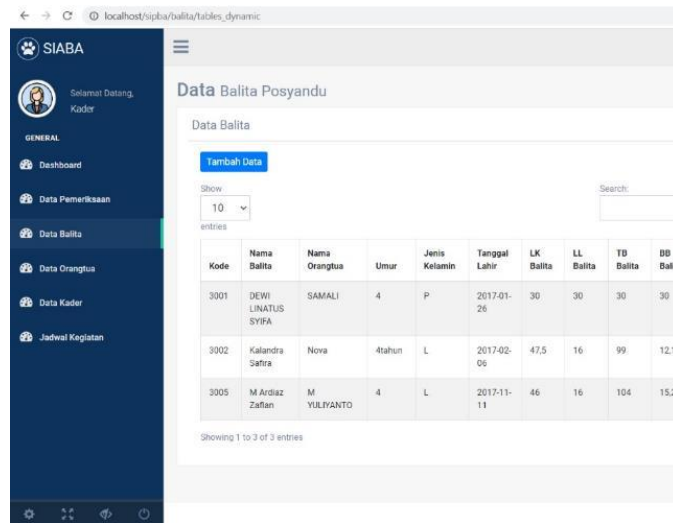 localhost/sipba/balita/tables_dynamic
SIABA
Selamat Datang,
Kader
GENERAL
Dashboard
Data Pemeriksaan
Data Balita
Data Orangtua
Data Kader
Jadwal Kegiatan
Data Balita Posyandu
Data Balita
Tambah Data
Show
10
entries
Search:
Kode Nama Balita Nama Orangtua Umur Jenis Kelamin Tanggal Lahir LK Balita LL Balita TB Balita BB
3001 DEWI LINATUS SYIFA SAMALI 4 P 2017-01-26 30 30 30 30
3002 Kalandra Safira Nova 4tahun L 2017-02-06 47,5 16 99
3005 M Ardiaz Zafian M YULIYANTO 4 L 2017-11-11 46 16 104
Showing 1 to 3 of 3 entries